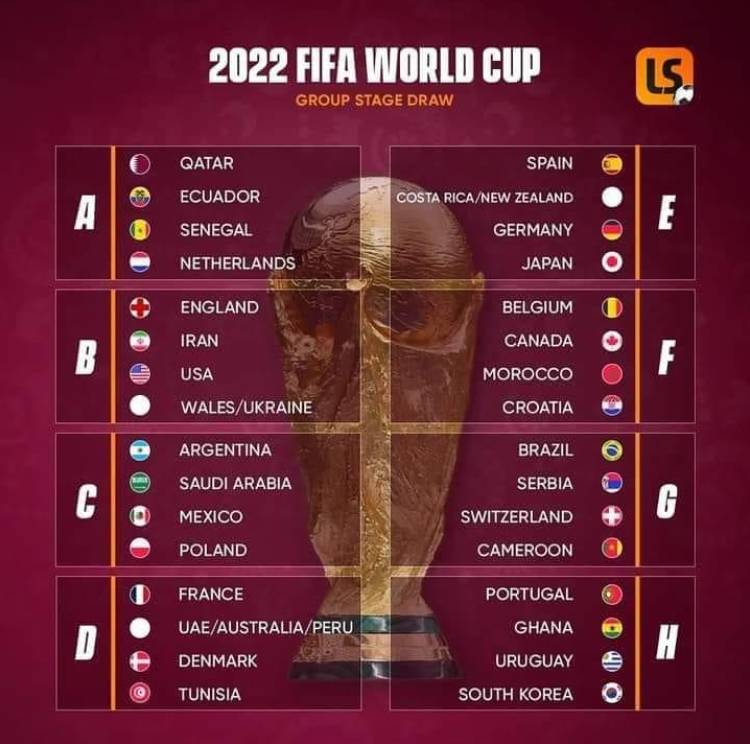 2022 FIFA WORLD CUP
GROUP STAGE DRAW
LS
A
QATAR
ECUADOR
SENEGAL
NETHERLANDS
B
ENGLAND
IRAN
USA
WALES/UKRAINE
C
ARGENTINA
SAUDI ARABIA
MEXICO
POLAND
D
FRANCE
UAE/AUSTRALIA/PERU
DENMARK
TUNISIA
E
SPAIN
COSTA RICA/NEW ZEALAND
GERMANY
JAPAN
F
BELGIUM
CANADA
MOROCCO
CROATIA
G
BRAZIL
SERBIA
SWITZERLAND
CAMEROON
H
PORTUGAL
GHANA
URUGUAY
SOUTH KOREA